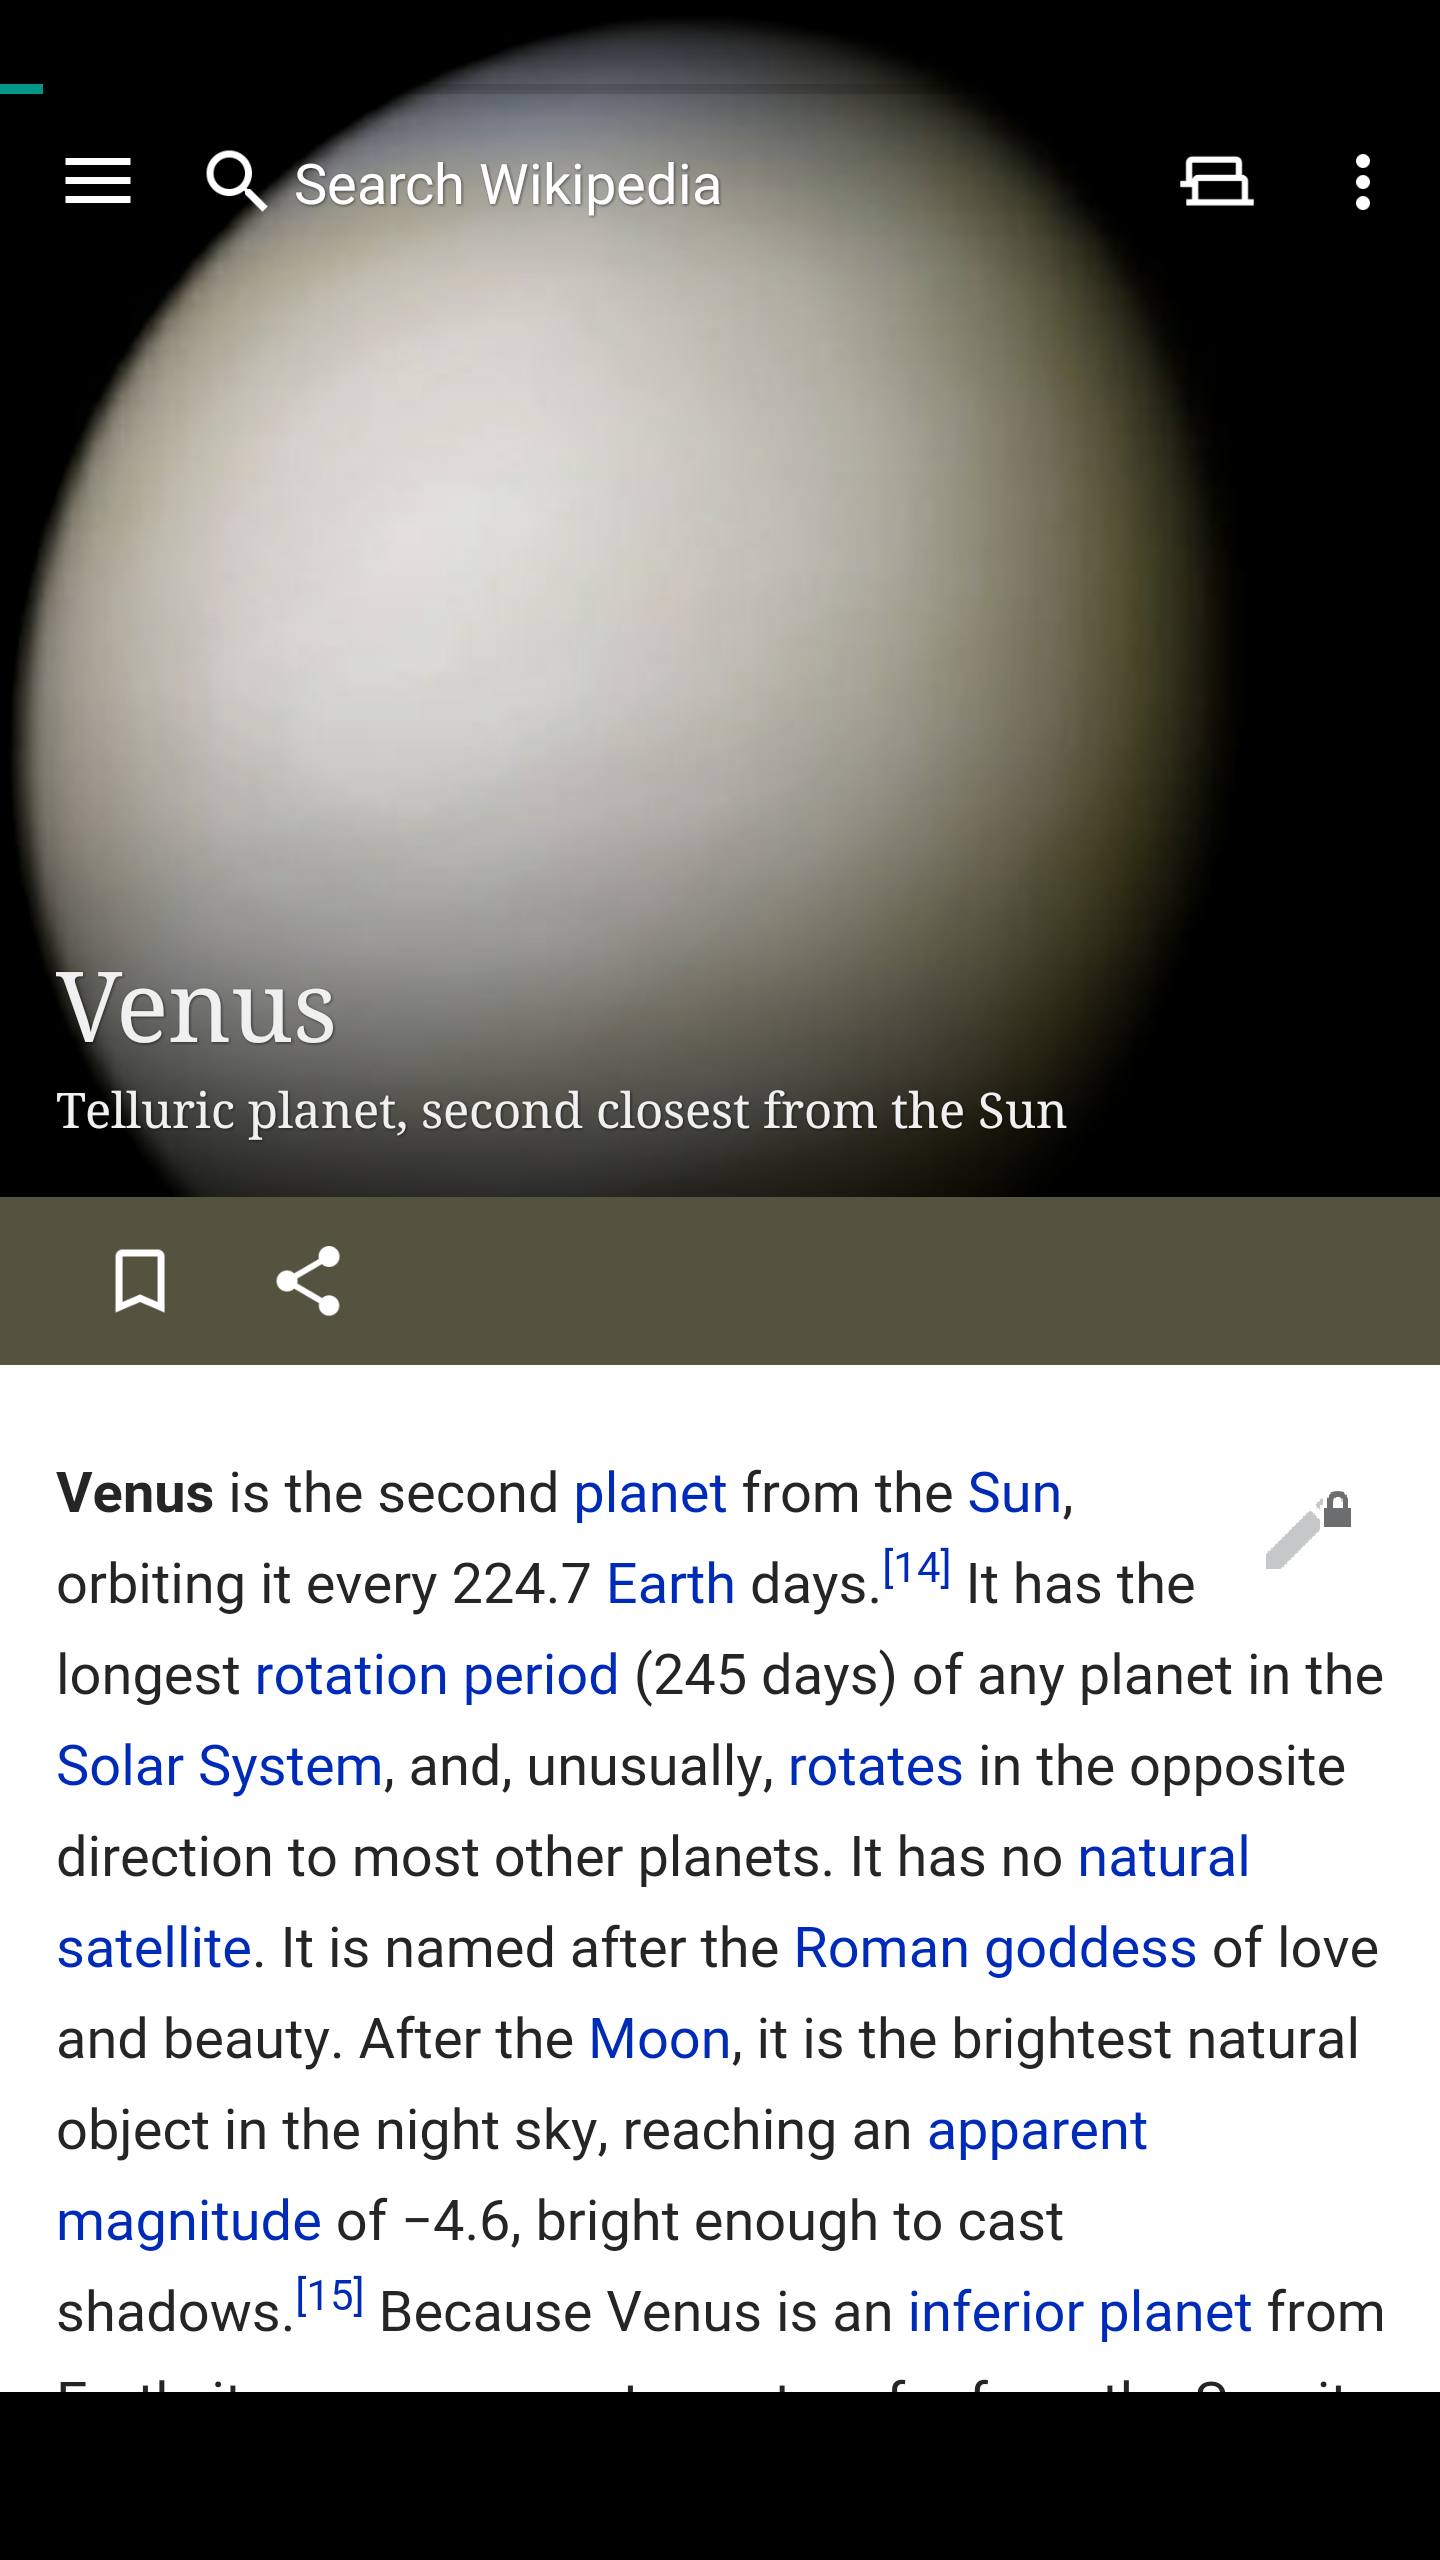 Search Wikipedia
Venus
Telluric planet, second closest from the Sun
Venus is the second planet from the Sun,
orbiting it every 224.7 Earth days.[14] It has the
longest rotation period (245 days) of any planet in the
Solar System, and, unusually, rotates in the opposite
direction to most other planets. It has no natural
satellite. It is named after the Roman goddess of love
and beauty. After the Moon, it is the brightest natural
object in the night sky, reaching an apparent
magnitude of −4.6, bright enough to cast
shadows.[15] Because Venus is an inferior planet from